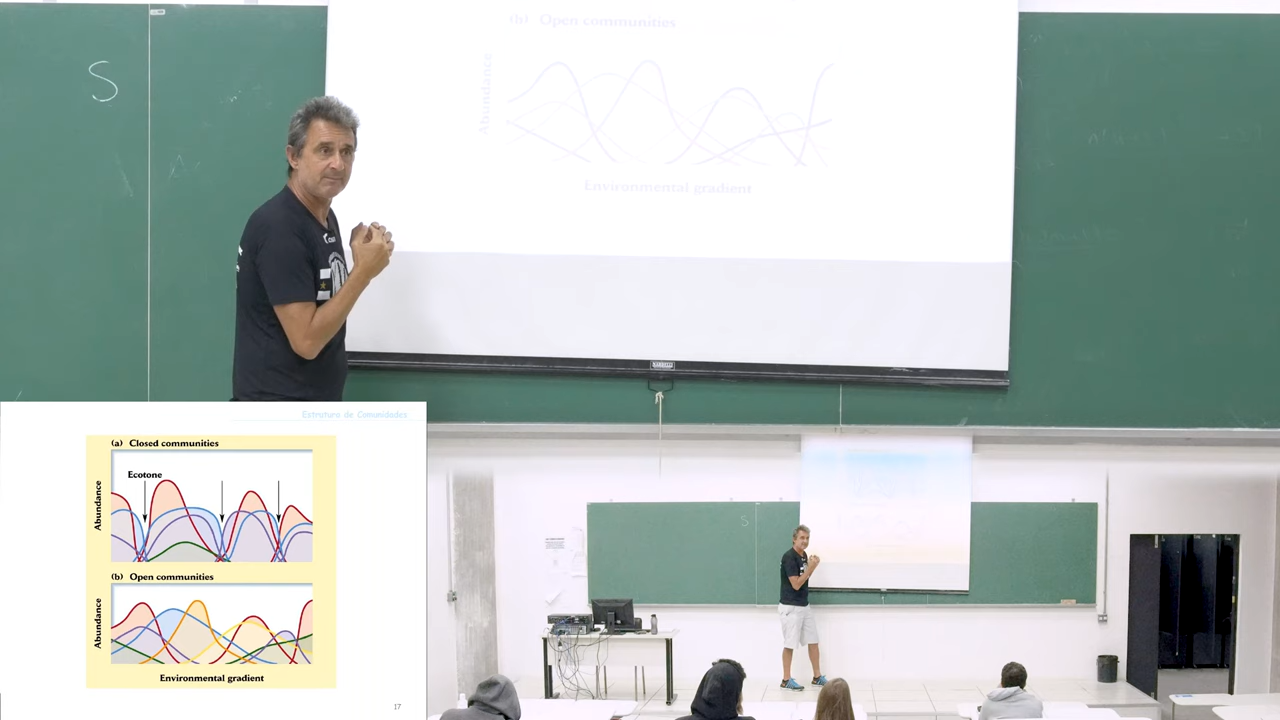 S
(b) Open communities
Abundance
Environmental gradient
Estrutura de Comunidades
(a) Closed communities
Ecotone
Abundance
(b) Open communities
Abundance
Environmental gradient
17
S